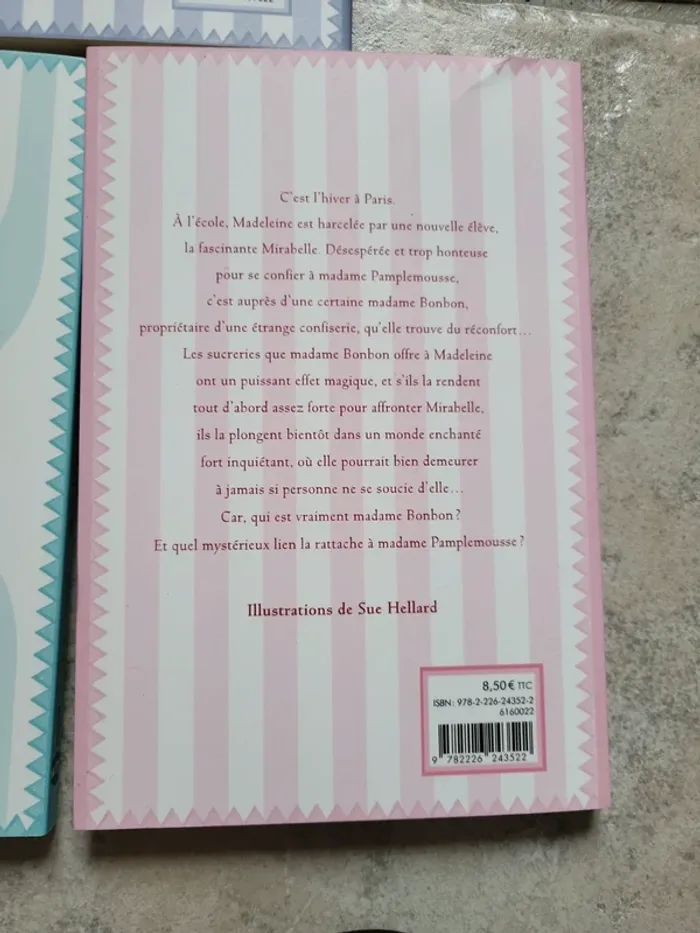 C'est l'hiver à Paris.
À l'école, Madeleine est harcelée par une nouvelle élève,
la fascinante Mirabelle. Désespérée et trop honteuse
pour se confier à madame Pamplemousse,
c'est auprès d'une certaine madame Bonbon,
propriétaire d'une étrange confiserie, qu'elle trouve du réconfort...
Les sucreries que madame Bonbon offre à Madeleine
ont un puissant effet magique, et s'ils la rendent
tout d'abord assez forte pour affronter Mirabelle,
ils la plongent bientôt dans un monde enchanté
fort inquiétant, où elle pourrait bien demeurer
à jamais si personne ne se soucie d'elle...
Car, qui est vraiment madame Bonbon ?
Et quel mystérieux lien la rattache à madame Pamplemousse ?
Illustrations de Sue Hellard
8,50 € TTC
ISBN : 978-2-226-24352-2
6160022
9 782226 243522